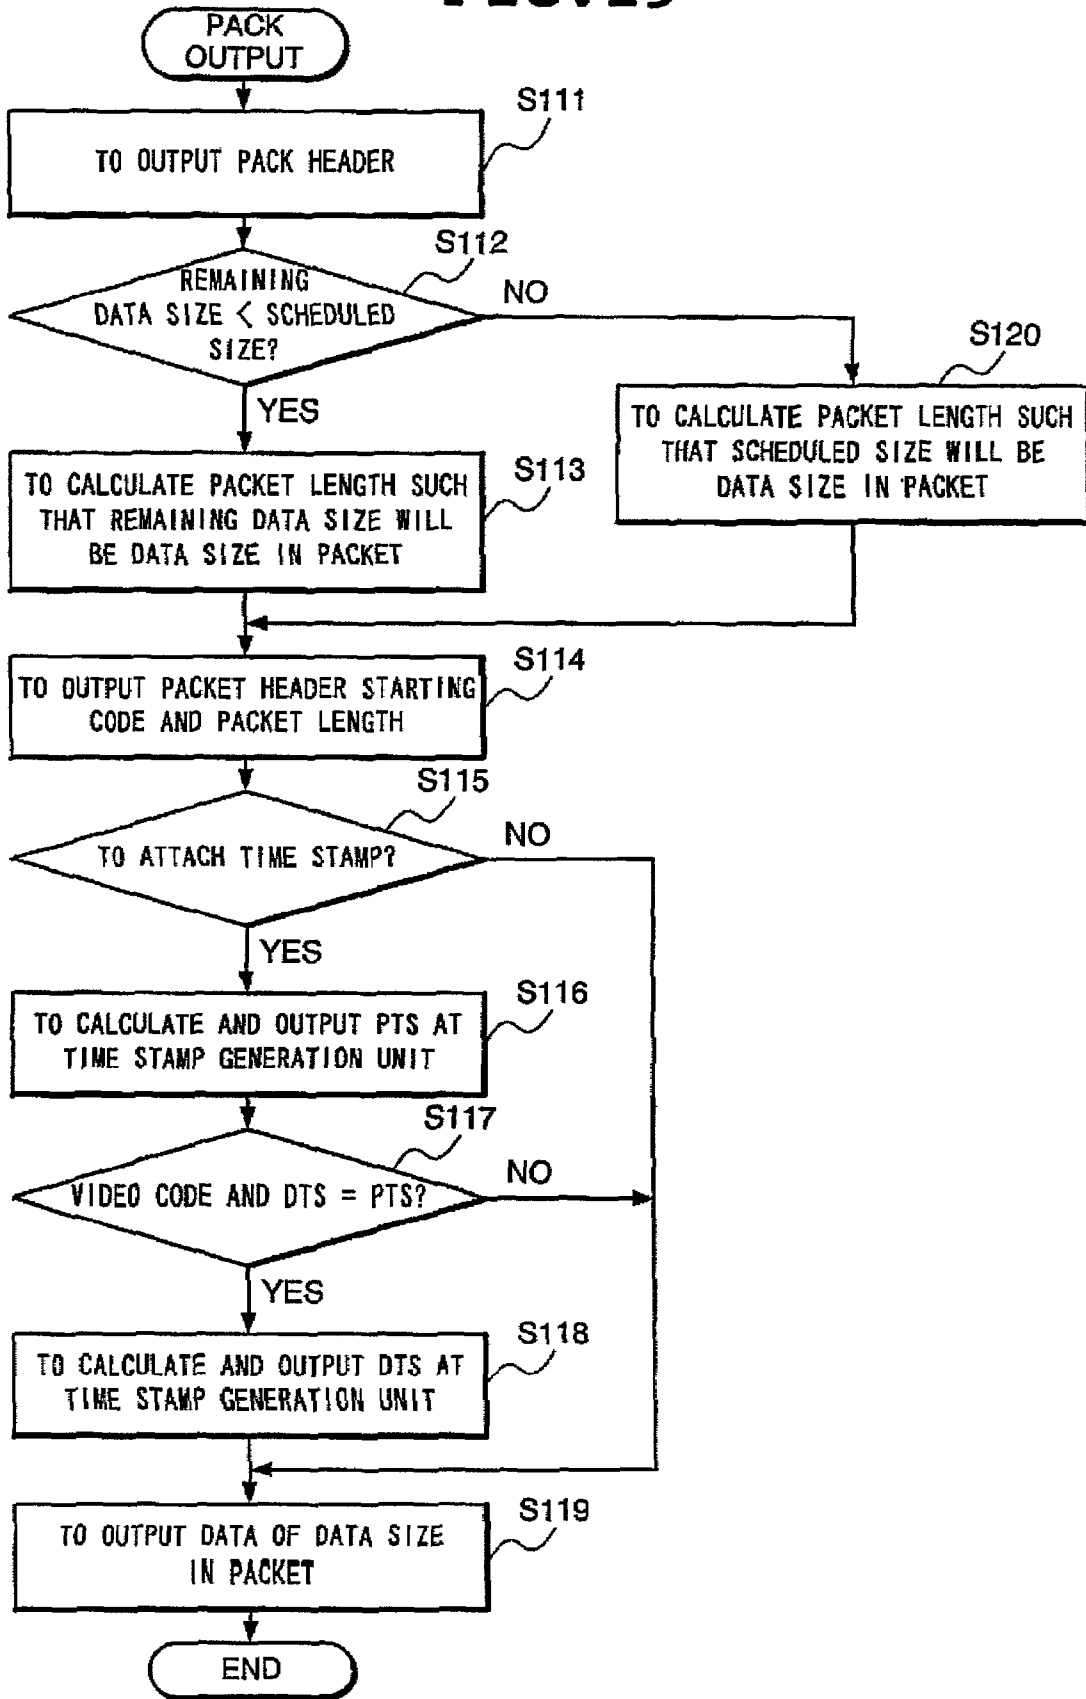 PACK
OUTPUT
S111
TO OUTPUT PACK HEADER
S112
REMAINING
DATA SIZE < SCHEDULED
SIZE?
NO
YES
S120
TO CALCULATE PACKET LENGTH SUCH
THAT SCHEDULED SIZE WILL BE
DATA SIZE IN PACKET
S113
TO CALCULATE PACKET LENGTH SUCH
THAT REMAINING DATA SIZE WILL
BE DATA SIZE IN PACKET
S114
TO OUTPUT PACKET HEADER STARTING
CODE AND PACKET LENGTH
S115
TO ATTACH TIME STAMP?
NO
YES
S116
TO CALCULATE AND OUTPUT PTS AT
TIME STAMP GENERATION UNIT
S117
VIDEO CODE AND DTS = PTS?
NO
YES
S118
TO CALCULATE AND OUTPUT DTS AT
TIME STAMP GENERATION UNIT
S119
TO OUTPUT DATA OF DATA SIZE
IN PACKET
END